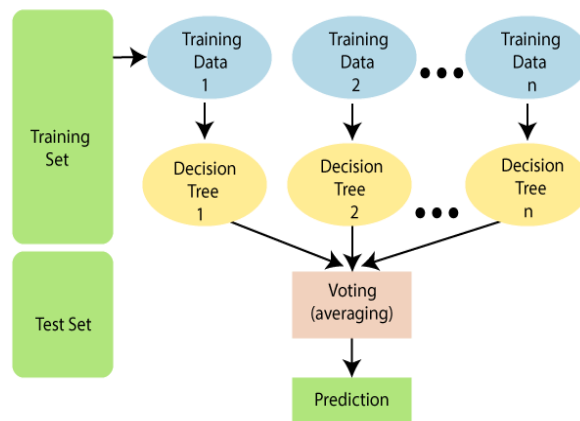 Training
Set
Test Set
Training
Data
1
Training
Data
2
Training
Data
n
Decision
Tree
1
Decision
Tree
2
Decision
Tree
n
Voting
(averaging)
Prediction